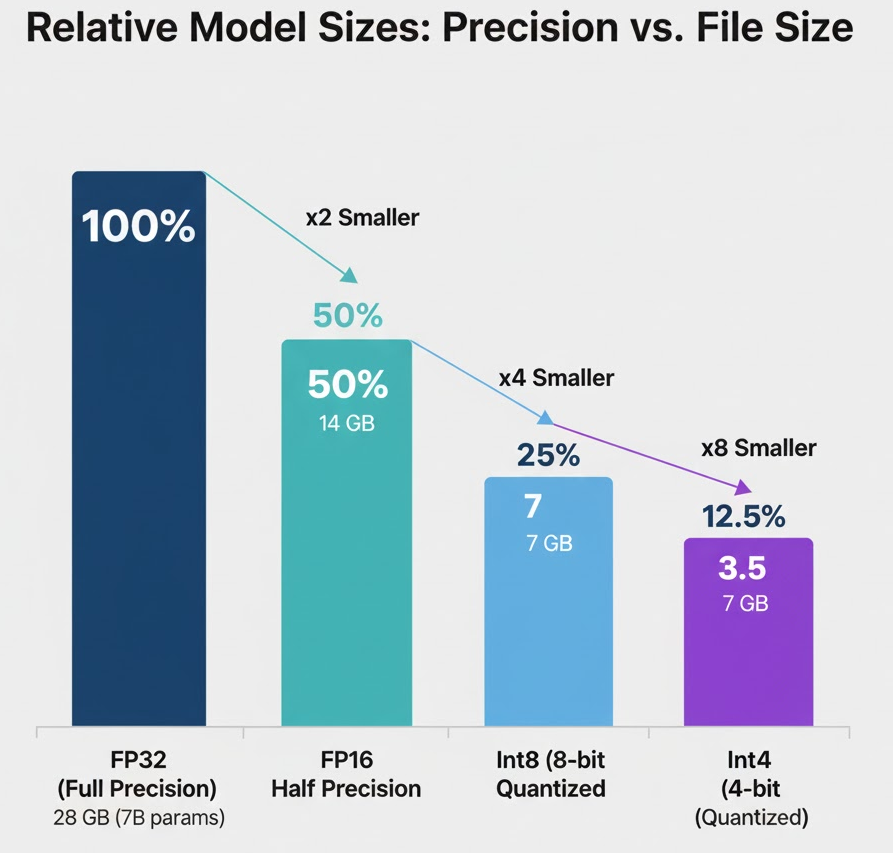 Relative Model Sizes: Precision vs. File Size
100%
x2 Smaller
50%
50%
14 GB
x4 Smaller
25%
7
7 GB
x8 Smaller
12.5%
3.5
7 GB
FP32
(Full Precision)
28 GB (7B params)
FP16
Half Precision
Int8 (8-bit
Quantized
Int4
(4-bit
(Quantized)